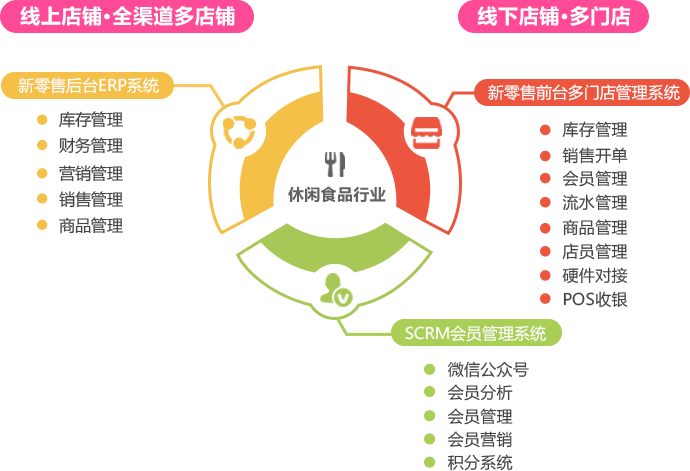 线上店铺·全渠道多店铺
线下店铺·多门店
新零售后台ERP系统
库存管理
财务管理
营销管理
销售管理
商品管理
休闲食品行业
新零售前台多门店管理系统
库存管理
销售开单
会员管理
流水管理
商品管理
店员管理
硬件对接
POS收银
V
SCRM会员管理系统
微信公众号
会员分析
会员管理
会员营销
积分系统